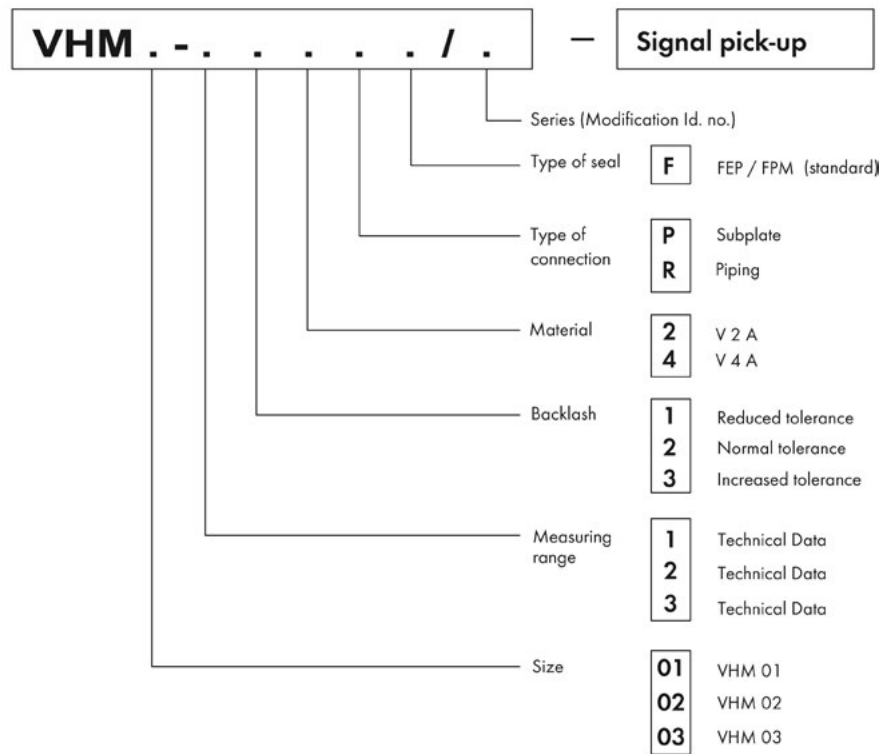 VHM . - . . . . . / . – Signal pick-up
Series (Modification Id. no.)
Type of seal F FEP / FPM (standard)
Type of connection
P Subplate
R Piping
Material
2 V 2 A
4 V 4 A
Backlash
1 Reduced tolerance
2 Normal tolerance
3 Increased tolerance
Measuring range
1 Technical Data
2 Technical Data
3 Technical Data
Size
01 VHM 01
02 VHM 02
03 VHM 03